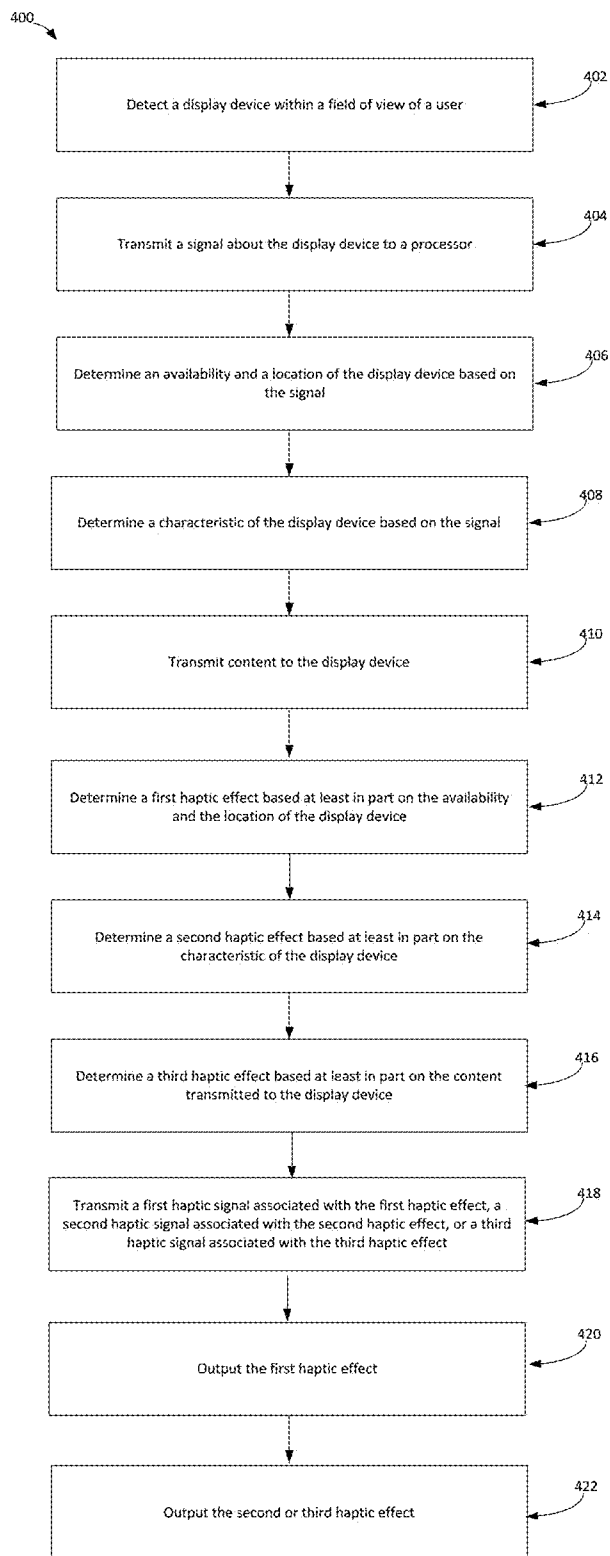 400
Detect a display device within a field of view of a user
402
Transmit a signal about the display device to a processor
404
Determine an availability and a location of the display device based on
the signal
406
Determine a characteristic of the display device based on the signal
408
Transmit content to the display device
410
Determine a first haptic effect based at least in part on the availability
and the location of the display device
412
Determine a second haptic effect based at least in part on the
characteristic of the display device
414
Determine a third haptic effect based at least in part on the content
transmitted to the display device
416
Transmit a first haptic signal associated with the first haptic effect, a
second haptic signal associated with the second haptic effect, or a third
haptic signal associated with the third haptic effect
418
Output the first haptic effect
420
Output the second or third haptic effect
422